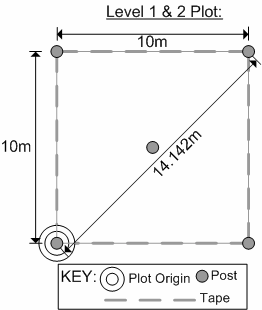 Level 1 & 2 Plot:
10m
10m
14.142m
KEY: Plot Origin Post
Tape